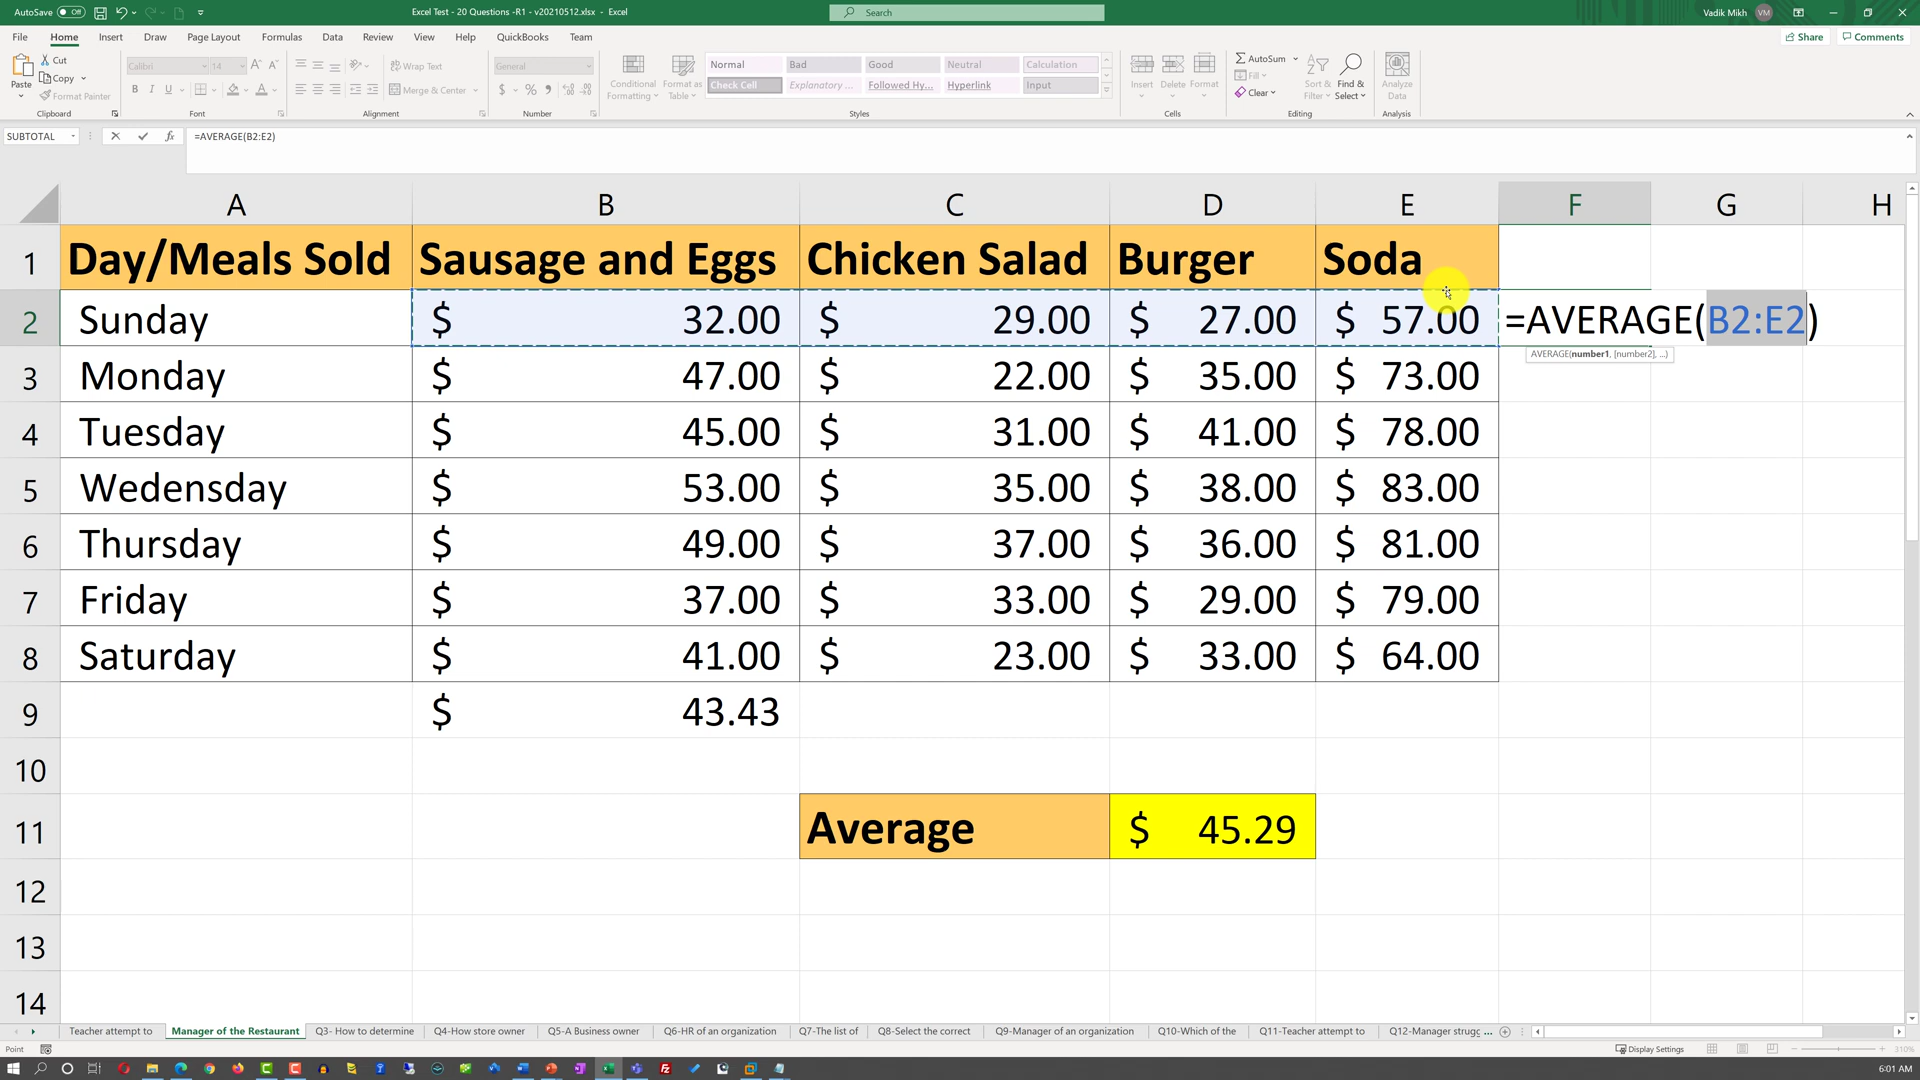 AutoSave Off Excel Test - 20 Questions -R1 - v20210512.xlsx - Excel Search Vadik Mikh VM
File Home Insert Draw Page Layout Formulas Data Review View Help QuickBooks Team Share Comments
Paste Cut Calibri 14 Wrap Text General Conditional Formatting Format as Table Normal Bad Good Neutral Calculation Insert Delete Format AutoSum Sort & Filter Find & Select Analyze Data
Copy Merge & Center Check Cell Explanatory ... Followed Hy... Hyperlink Input Fill
Format Painter Clear
Clipboard Font Alignment Number Styles Cells Editing Analysis
SUBTOTAL =AVERAGE(B2:E2)
A B C D E F G H
1 Day/Meals Sold Sausage and Eggs Chicken Salad Burger Soda
2 Sunday $ 32.00 $ 29.00 $ 27.00 $ 57.00 =AVERAGE(B2:E2)
AVERAGE(number1, [number2], ...)
3 Monday $ 47.00 $ 22.00 $ 35.00 $ 73.00
4 Tuesday $ 45.00 $ 31.00 $ 41.00 $ 78.00
5 Wedensday $ 53.00 $ 35.00 $ 38.00 $ 83.00
6 Thursday $ 49.00 $ 37.00 $ 36.00 $ 81.00
7 Friday $ 37.00 $ 33.00 $ 29.00 $ 79.00
8 Saturday $ 41.00 $ 23.00 $ 33.00 $ 64.00
9 $ 43.43
10
11 Average $ 45.29
12
13
14
Teacher attempt to Manager of the Restaurant Q3- How to determine Q4-How store owner Q5-A Business owner Q6-HR of an organization Q7-The list of Q8-Select the correct Q9-Manager of an organization Q10-Which of the Q11-Teacher attempt to Q12-Manager strugg ...
Point Display Settings 310%
6:01 AM